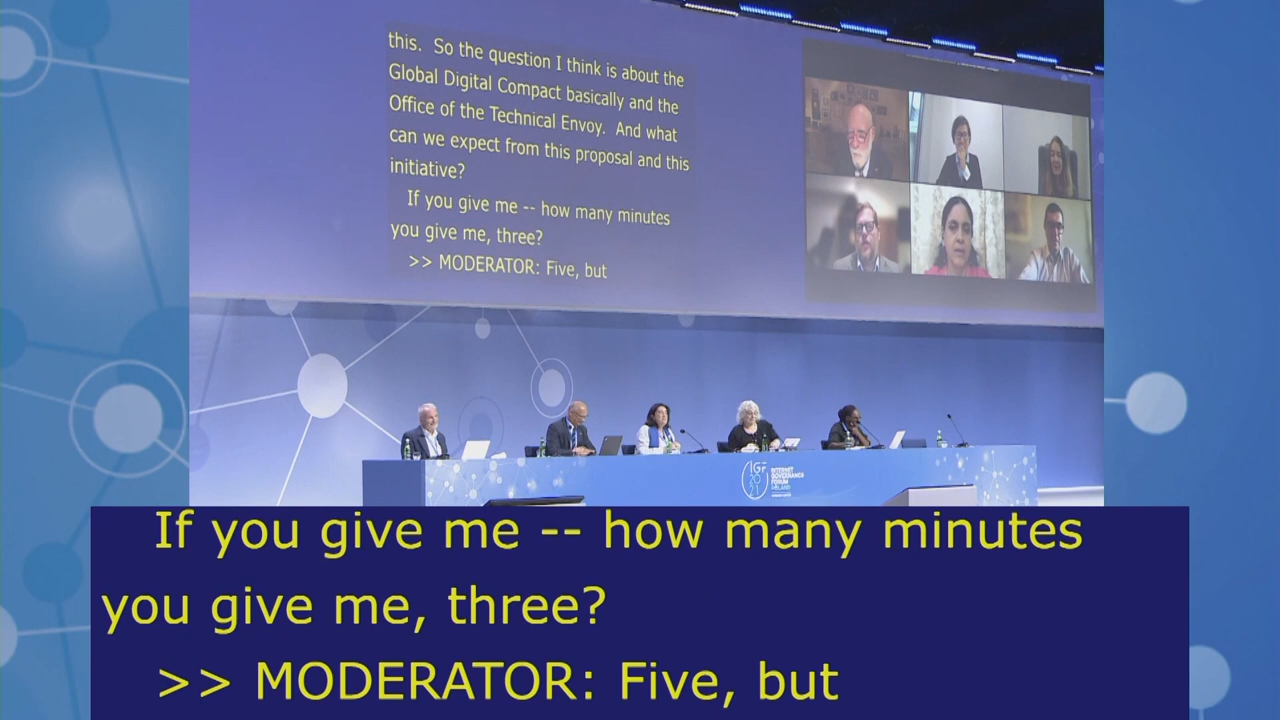 this.  So the question I think is about the
Global Digital Compact basically and the
Office of the Technical Envoy.  And what
can we expect from this proposal and this
initiative?
If you give me -- how many minutes
you give me, three?
>> MODERATOR: Five, but
IGF
20
21
INTERNET
GOVERNANCE
FORUM
POLAND
If you give me -- how many minutes
you give me, three?
>> MODERATOR: Five, but